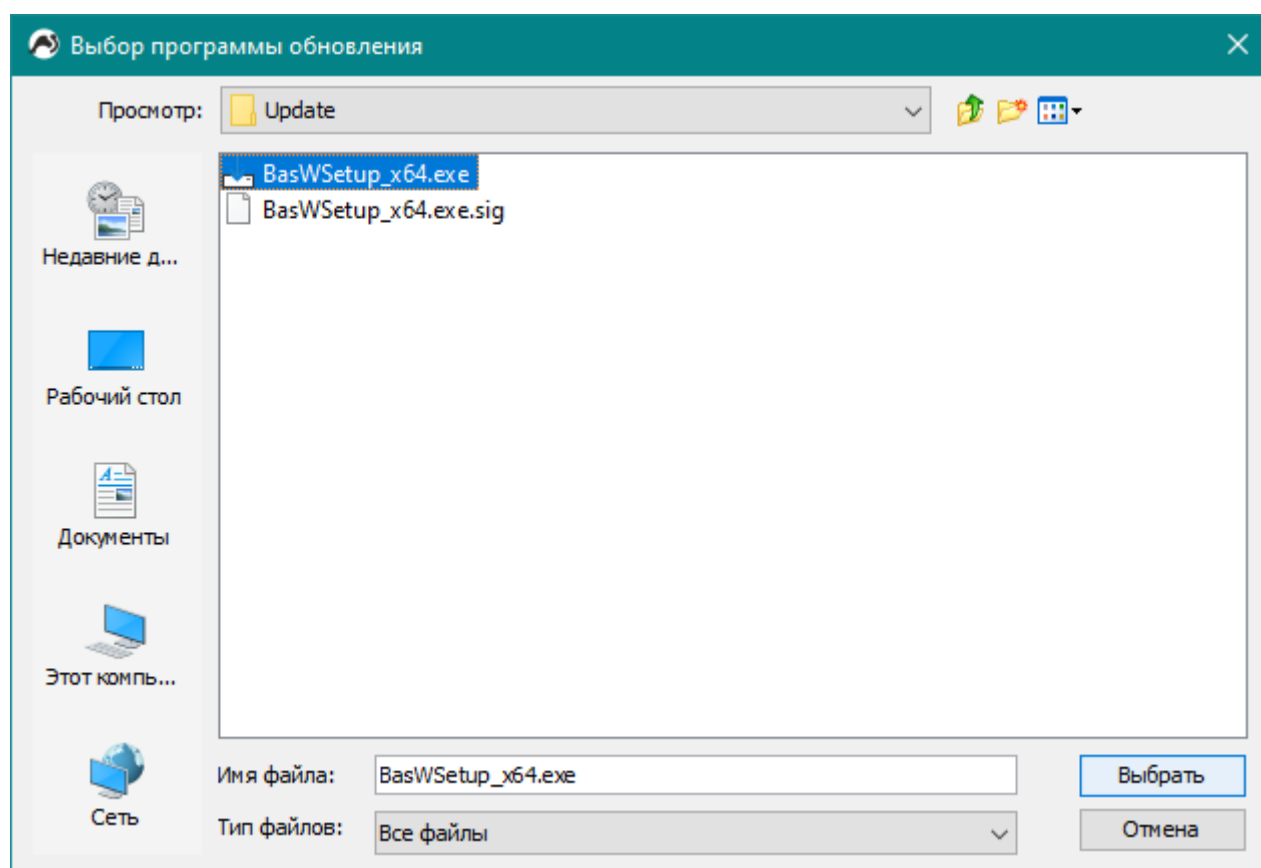 Выбор программы обновления
Просмотр: Update
BasWSetup_x64.exe
BasWSetup_x64.exe.sig
Недавние д...
Рабочий стол
Документы
Этот компь...
Сеть
Имя файла: BasWSetup_x64.exe Выбрать
Тип файлов: Все файлы Отмена